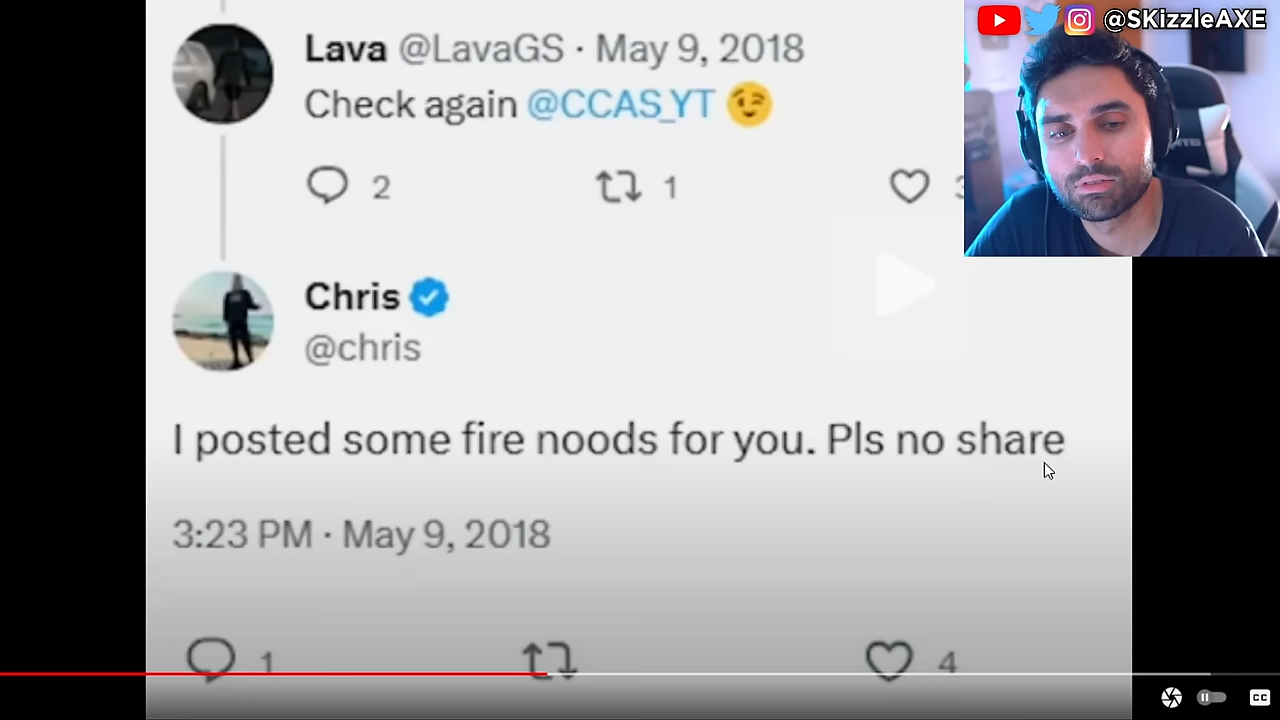 @SKizzleAXE
Lava @LavaGS · May 9, 2018
Check again @CCAS_YT 😉
2 1
Chris
@chris
I posted some fire noods for you. Pls no share
3:23 PM · May 9, 2018
1 4
CC